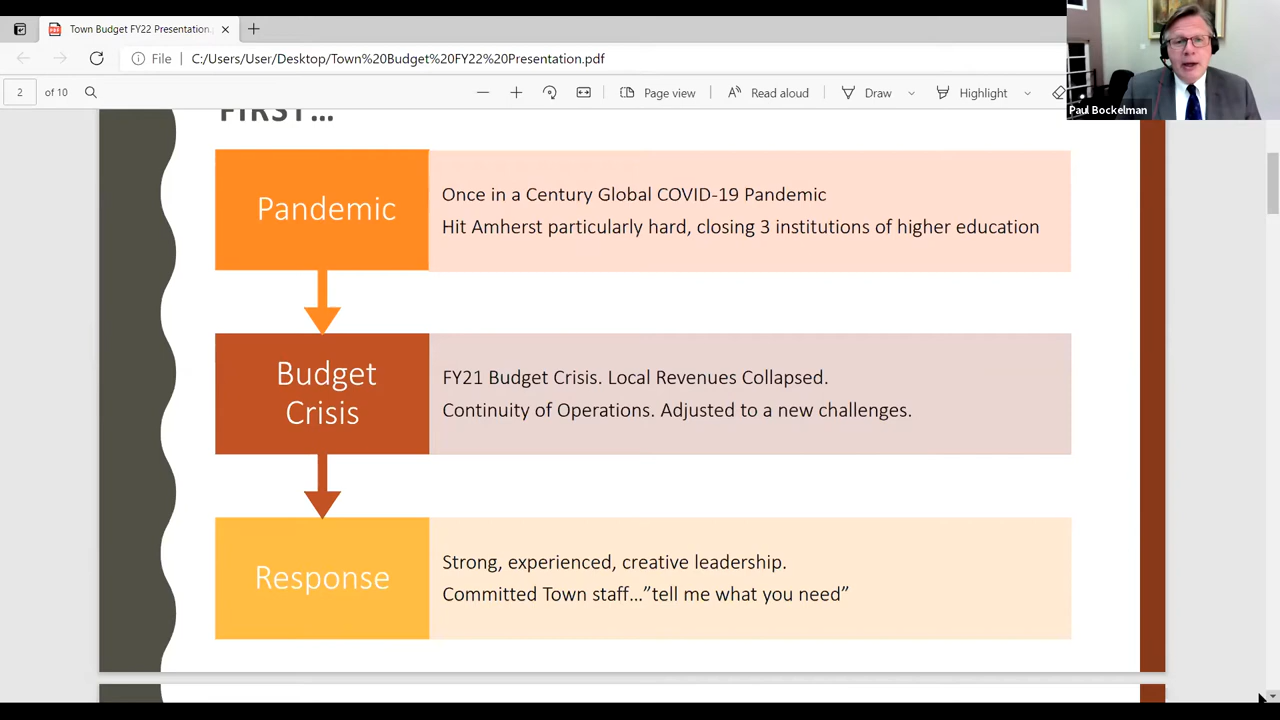 Town Budget FY22 Presentation.
File C:/Users/User/Desktop/Town%20Budget%20FY22%20Presentation.pdf
2 of 10 Page view Read aloud Draw Highlight
Paul Bockelman
FIRST...
Pandemic
Once in a Century Global COVID-19 Pandemic
Hit Amherst particularly hard, closing 3 institutions of higher education
Budget
Crisis
FY21 Budget Crisis. Local Revenues Collapsed.
Continuity of Operations. Adjusted to a new challenges.
Response
Strong, experienced, creative leadership.
Committed Town staff...”tell me what you need”